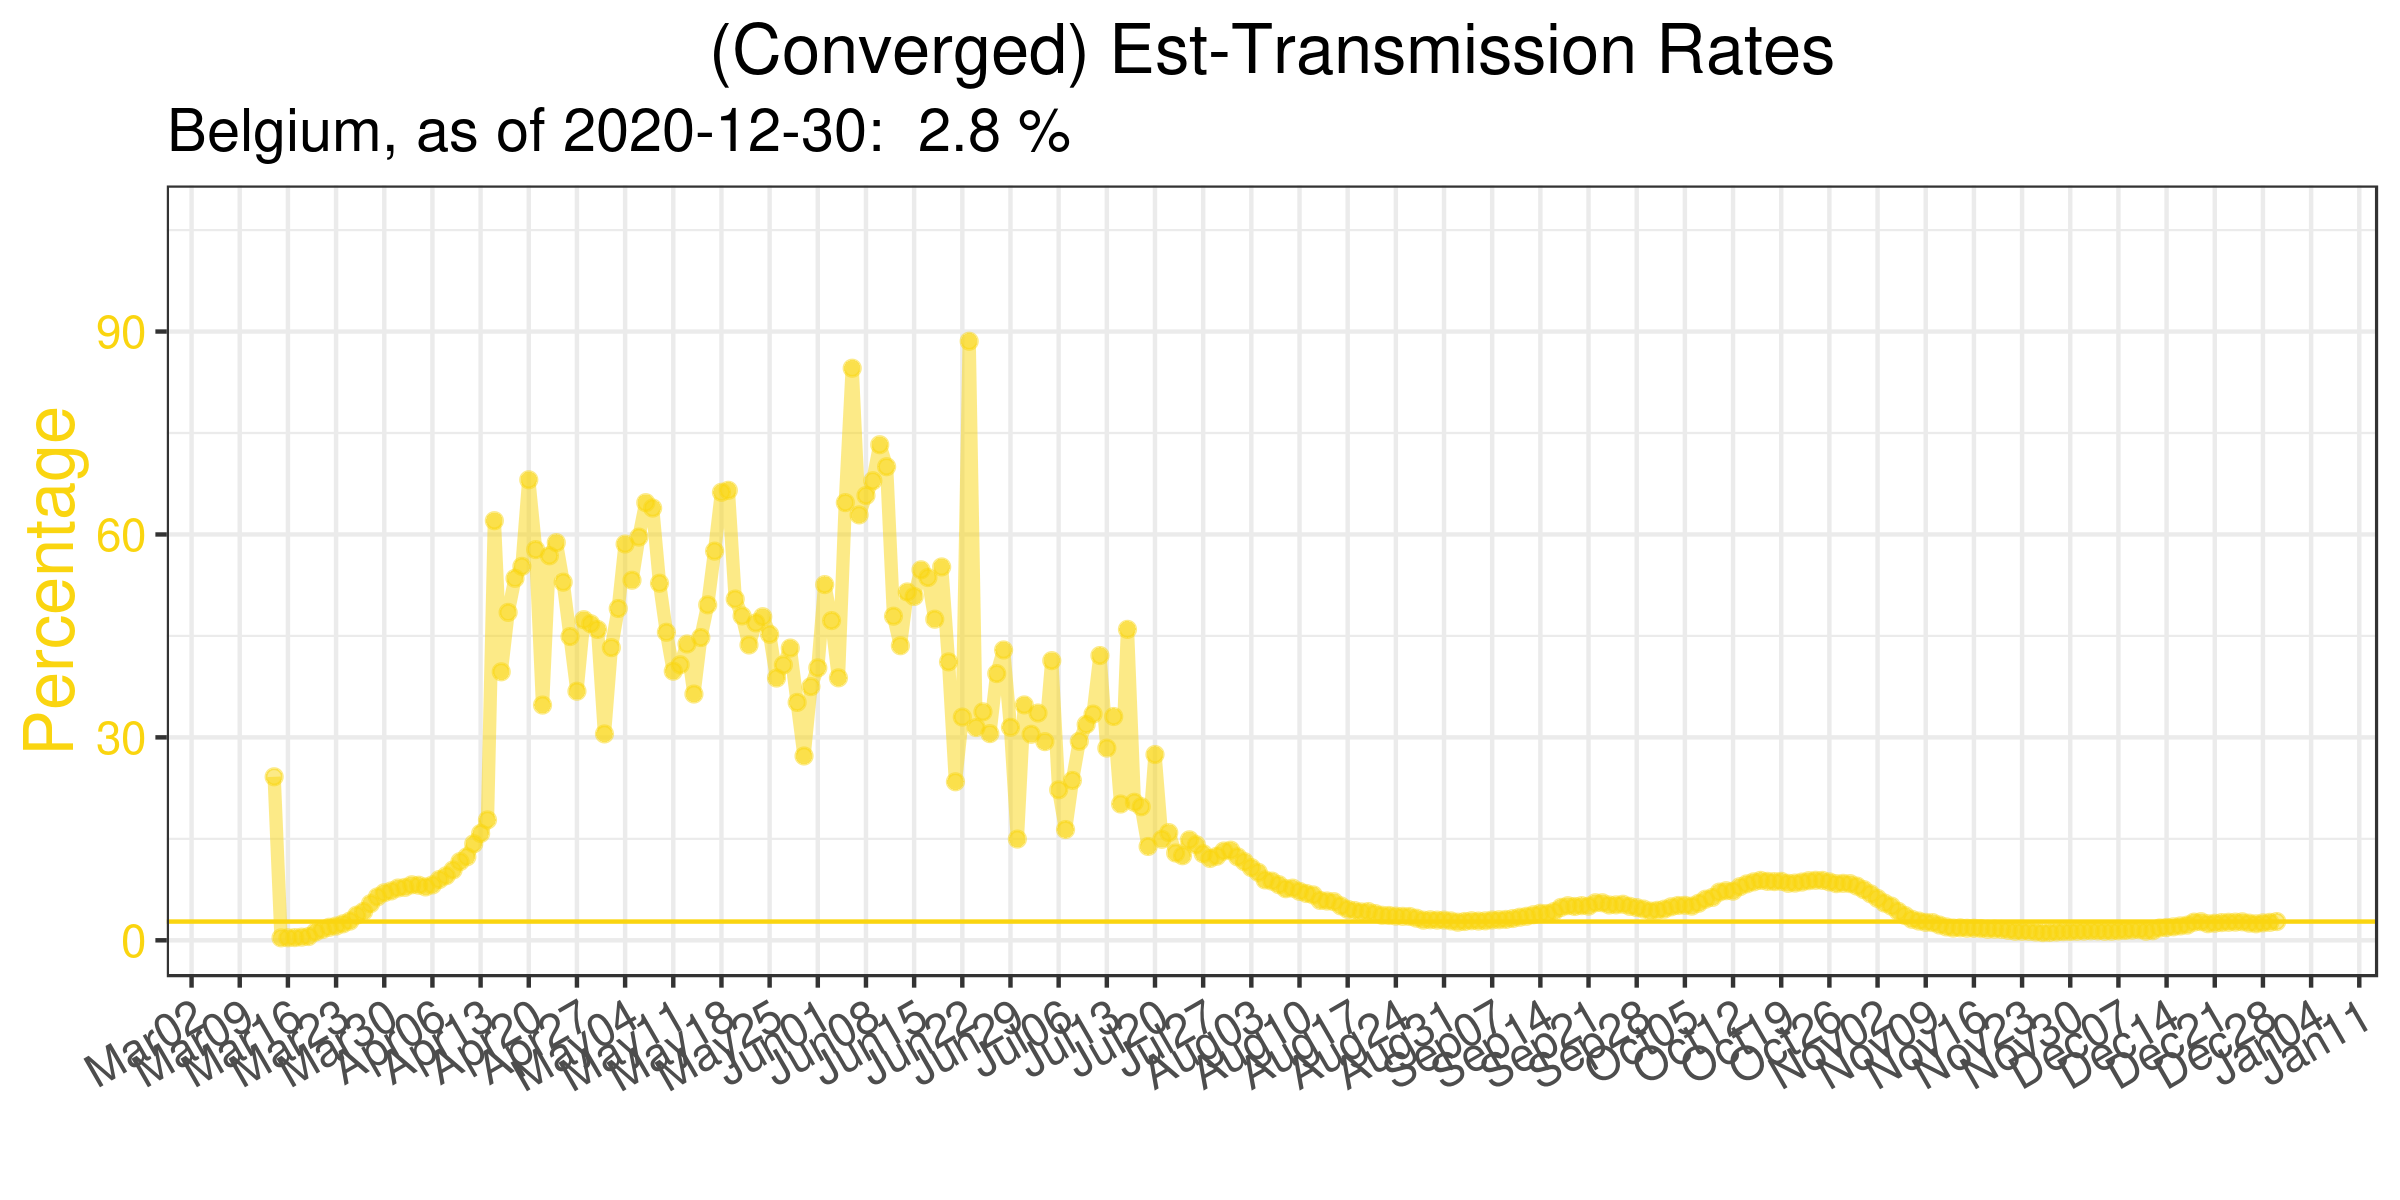 (Converged) Est-Transmission Rates
Belgium, as of 2020-12-30:  2.8 %
Percentage
90
60
30
0
Mar02
Mar09
Mar16
Mar23
Mar30
Apr06
Apr13
Apr20
Apr27
May04
May11
May18
May25
Jun01
Jun08
Jun15
Jun22
Jun29
Jul06
Jul13
Jul20
Jul27
Aug03
Aug10
Aug17
Aug24
Aug31
Sep07
Sep14
Sep21
Sep28
Oct05
Oct12
Oct19
Oct26
Nov02
Nov09
Nov16
Nov23
Nov30
Dec07
Dec14
Dec21
Dec28
Jan04
Jan11